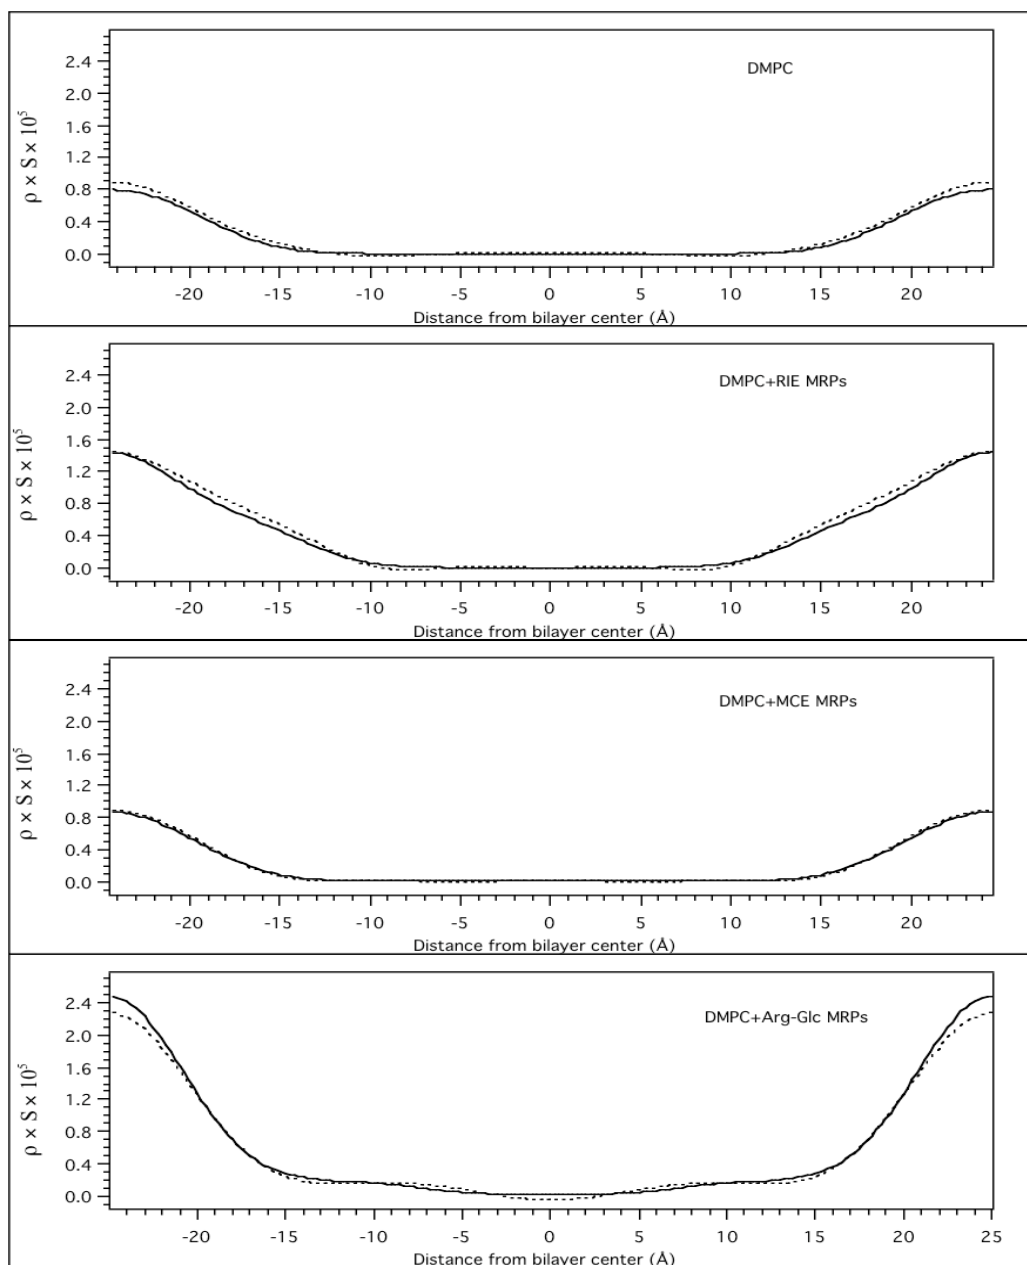 DMPC
ρ × S × 10⁵
2.4
2.0
1.6
1.2
0.8
0.4
0.0
-20 -15 -10 -5 0 5 10 15 20
Distance from bilayer center (Å)
DMPC+RIE MRPs
ρ × S × 10⁵
2.4
2.0
1.6
1.2
0.8
0.4
0.0
-20 -15 -10 -5 0 5 10 15 20
Distance from bilayer center (Å)
DMPC+MCE MRPs
ρ × S × 10⁵
2.4
2.0
1.6
1.2
0.8
0.4
0.0
-20 -15 -10 -5 0 5 10 15 20
Distance from bilayer center (Å)
DMPC+Arg-Glc MRPs
ρ × S × 10⁵
2.4
2.0
1.6
1.2
0.8
0.4
0.0
-20 -15 -10 -5 0 5 10 15 20 25
Distance from bilayer center (Å)